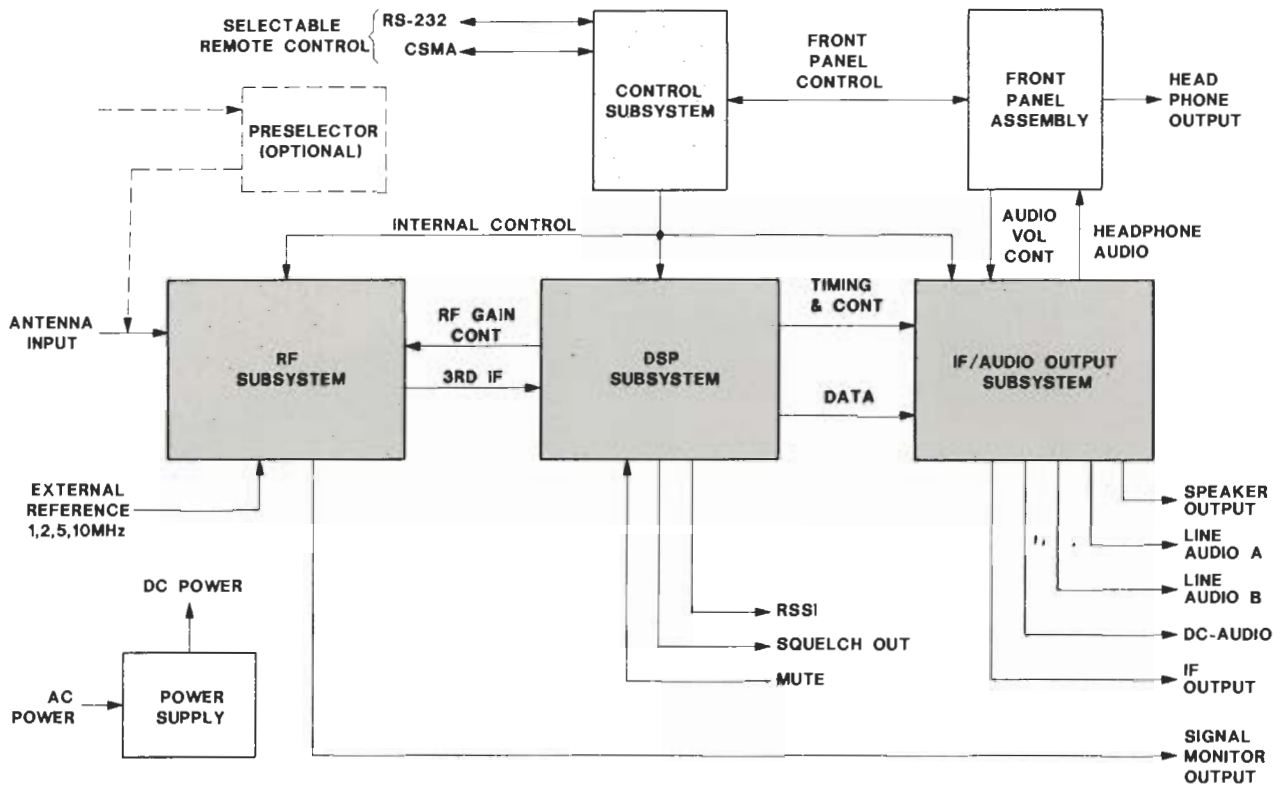 SELECTABLE
REMOTE CONTROL
RS-232
CSMA
CONTROL
SUBSYSTEM
FRONT
PANEL
CONTROL
FRONT
PANEL
ASSEMBLY
HEAD
PHONE
OUTPUT
PRESELECTOR
(OPTIONAL)
INTERNAL CONTROL
AUDIO
VOL
CONT
HEADPHONE
AUDIO
ANTENNA
INPUT
RF
SUBSYSTEM
RF GAIN
CONT
3RD IF
DSP
SUBSYSTEM
TIMING
& CONT
DATA
IF/AUDIO OUTPUT
SUBSYSTEM
EXTERNAL
REFERENCE
1,2,5,10MHz
SPEAKER
OUTPUT
LINE
AUDIO A
LINE
AUDIO B
DC-AUDIO
IF
OUTPUT
RSSI
SQUELCH OUT
MUTE
DC POWER
AC
POWER
POWER
SUPPLY
SIGNAL
MONITOR
OUTPUT